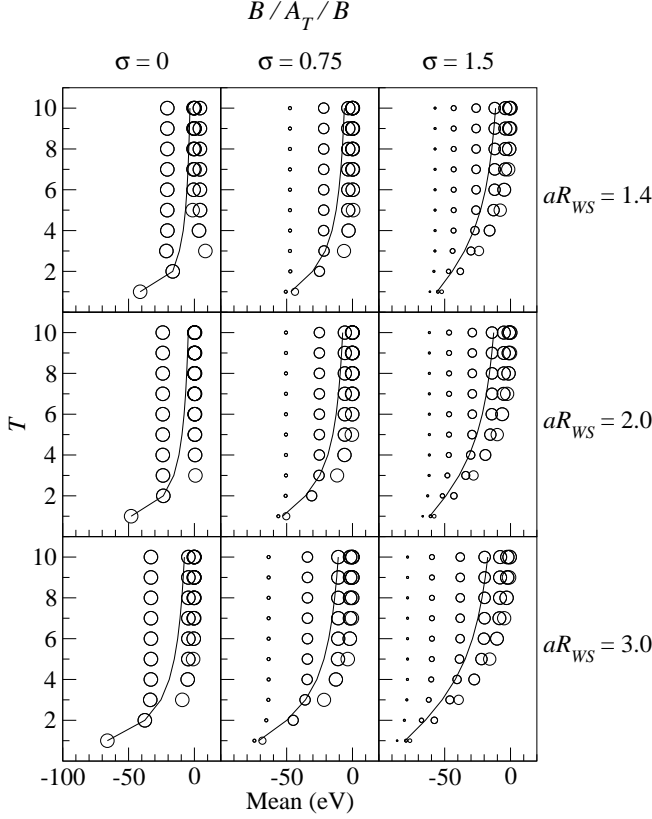 B / A_T / B
σ = 0 σ = 0.75 σ = 1.5
10
8
6
4
2
aR_WS = 1.4
10
8
6
4
2
aR_WS = 2.0
T
10
8
6
4
2
aR_WS = 3.0
-100 -50 0 -50 0 -50 0
Mean (eV)